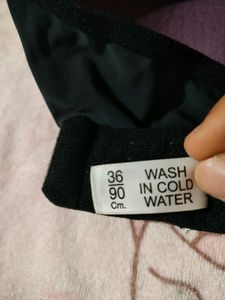 36
90
Cm.
WASH
IN COLD
WATER